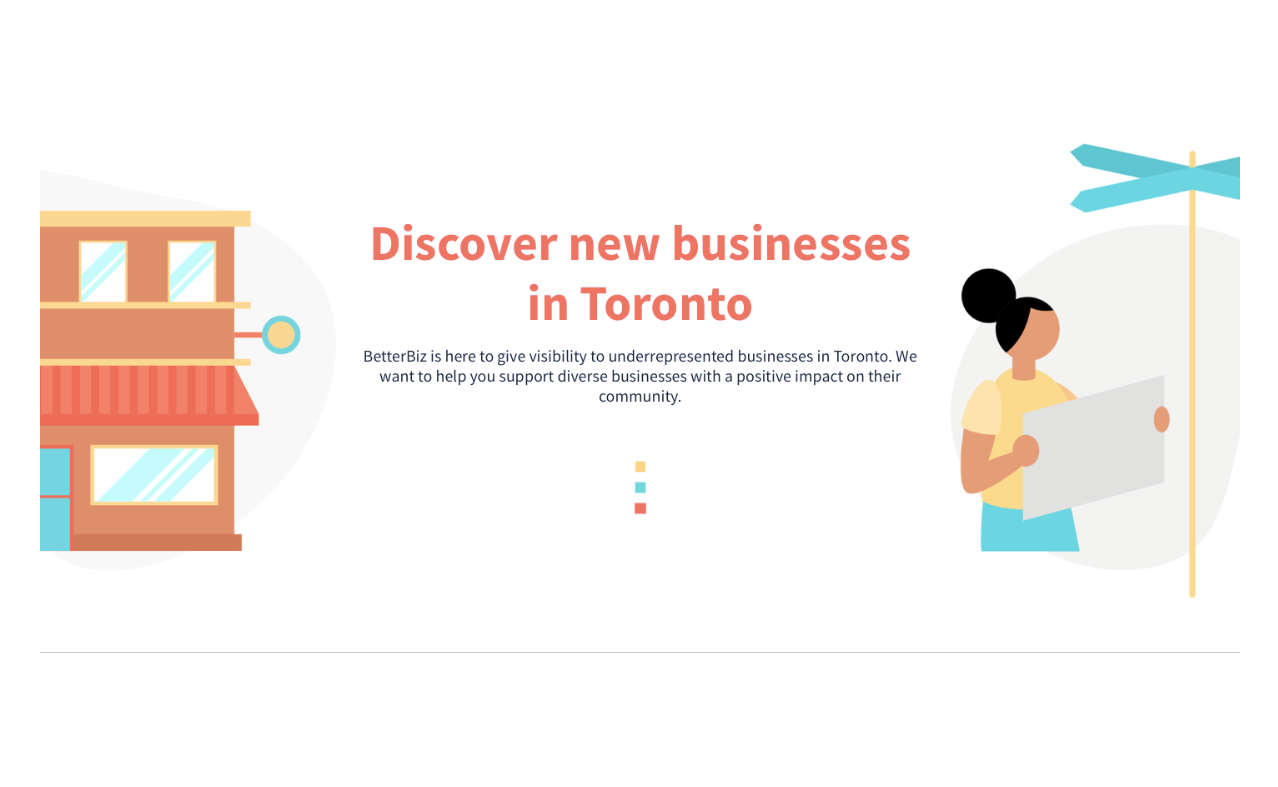 Discover new businesses
in Toronto
BetterBiz is here to give visibility to underrepresented businesses in Toronto. We
want to help you support diverse businesses with a positive impact on their
community.